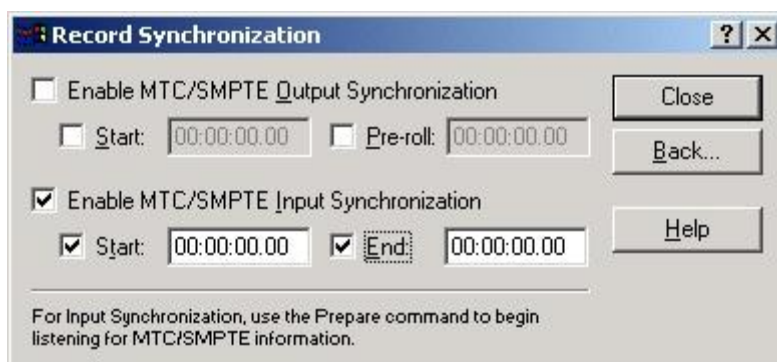 Record Synchronization
?
Enable MTC/SMPTE Output Synchronization
Start: 00:00:00.00 Pre-roll: 00:00:00.00
Enable MTC/SMPTE Input Synchronization
Start: 00:00:00.00 End: 00:00:00.00
For Input Synchronization, use the Prepare command to begin
listening for MTC/SMPTE information.
Close
Back...
Help